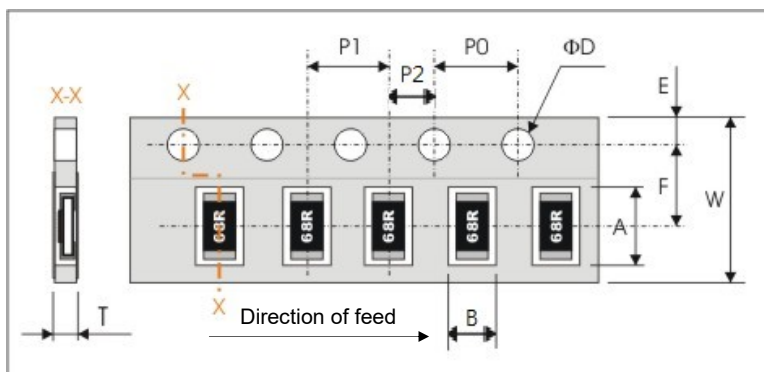 P1
P0
ΦD
P2
E
X-X
X
F
W
68R
68R
68R
68R
68R
A
X
T
Direction of feed
B